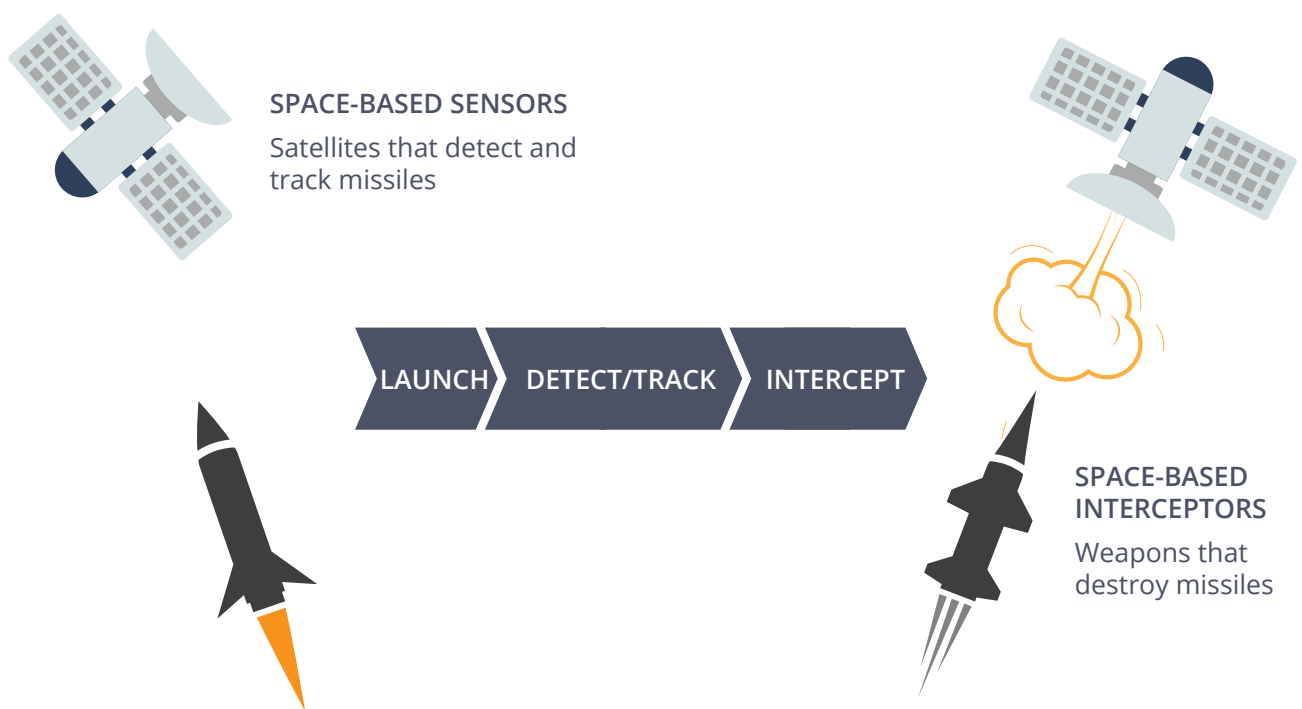 SPACE-BASED SENSORS
Satellites that detect and
track missiles
LAUNCH
DETECT/TRACK
INTERCEPT
SPACE-BASED
INTERCEPTORS
Weapons that
destroy missiles